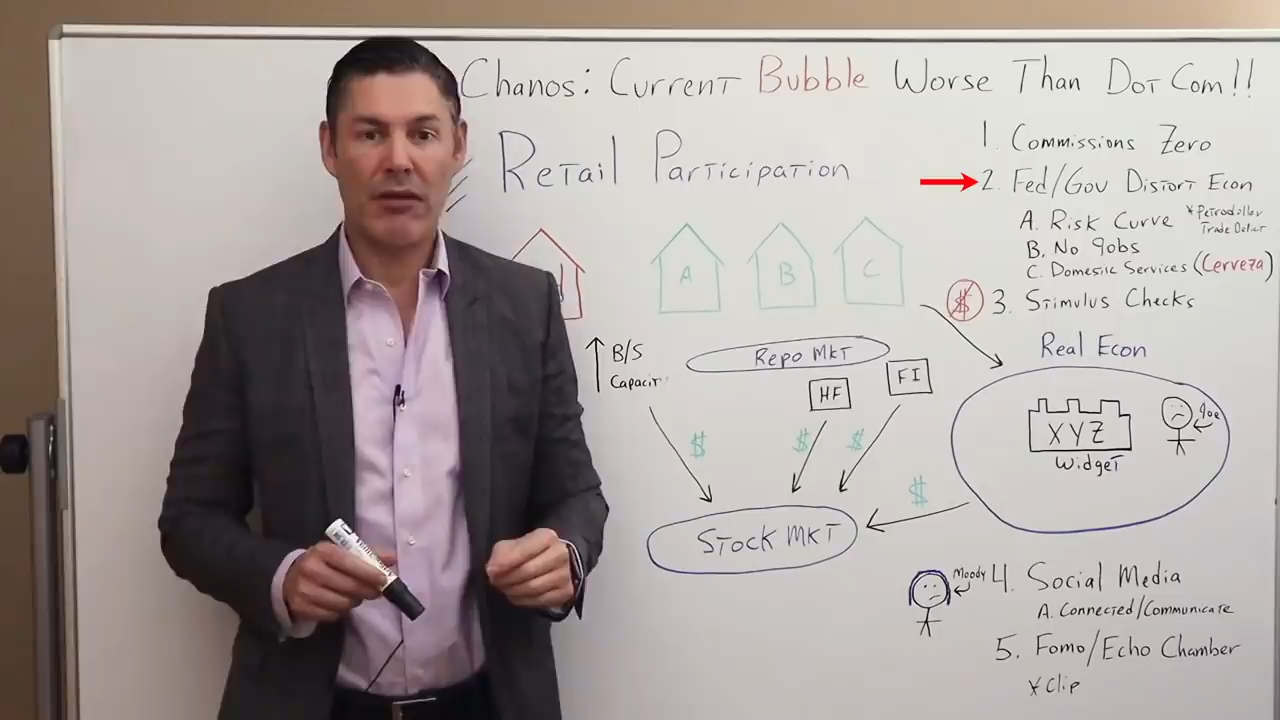 Chanos: Current Bubble Worse Than Dot Com!!
Retail Participation
1. Commissions Zero
2. Fed/Gov Distort Econ
A. Risk Curve
*Petrodollar
Trade Deficit
B. No Jobs
C. Domestic Services (Cerveza)
$ 3. Stimulus Checks
A
B
C
↑ B/S
Capacity
Repo MKT
HF
FI
Real Econ
XYZ
Widget
Joe
$
$
$
$
Stock MKT
Moody
4. Social Media
A. Connected/Communicate
5. Fomo/Echo Chamber
*Clip